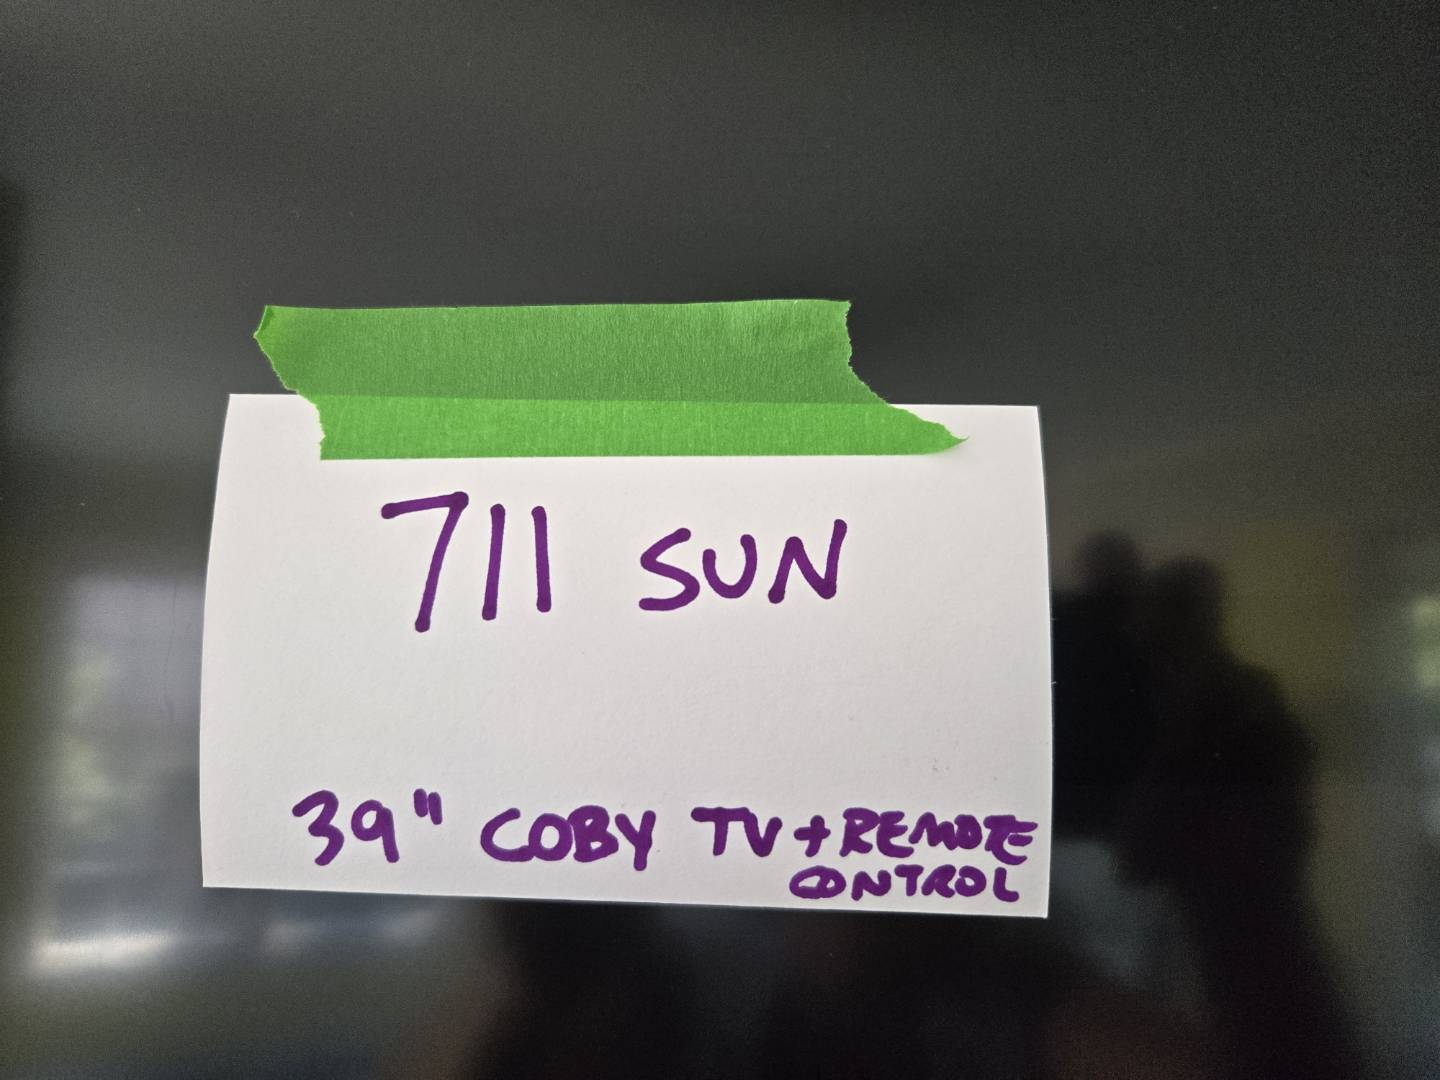 711 SUN
39" COBY TV + REMOTE
CONTROL